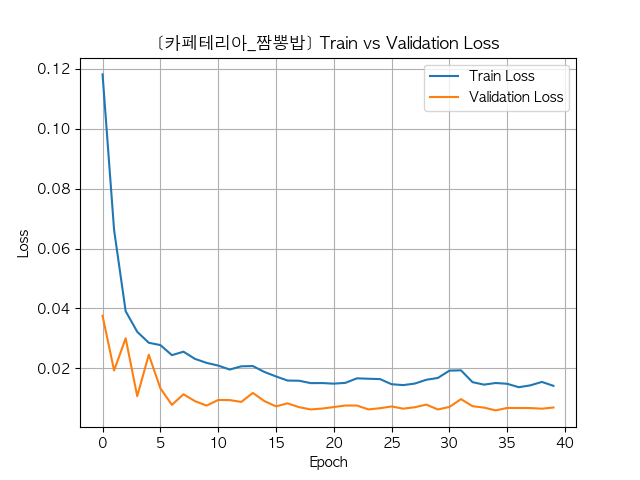 [카페테리아_짬뽕밥] Train vs Validation Loss
Train Loss
Validation Loss
0.12
0.10
0.08
0.06
0.04
0.02
Loss
0 5 10 15 20 25 30 35 40
Epoch